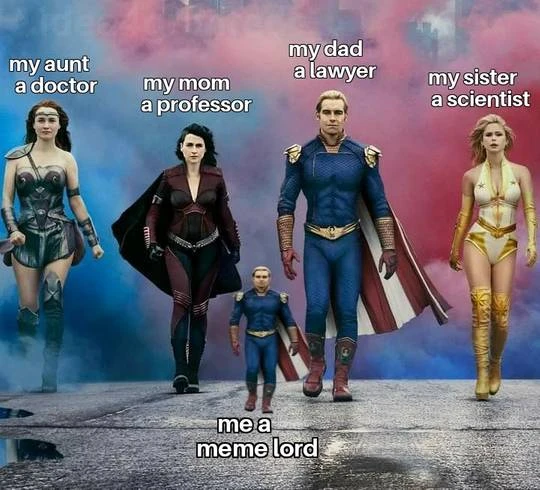 my aunt
a doctor
my mom
a professor
my dad
a lawyer
my sister
a scientist
me a
meme lord